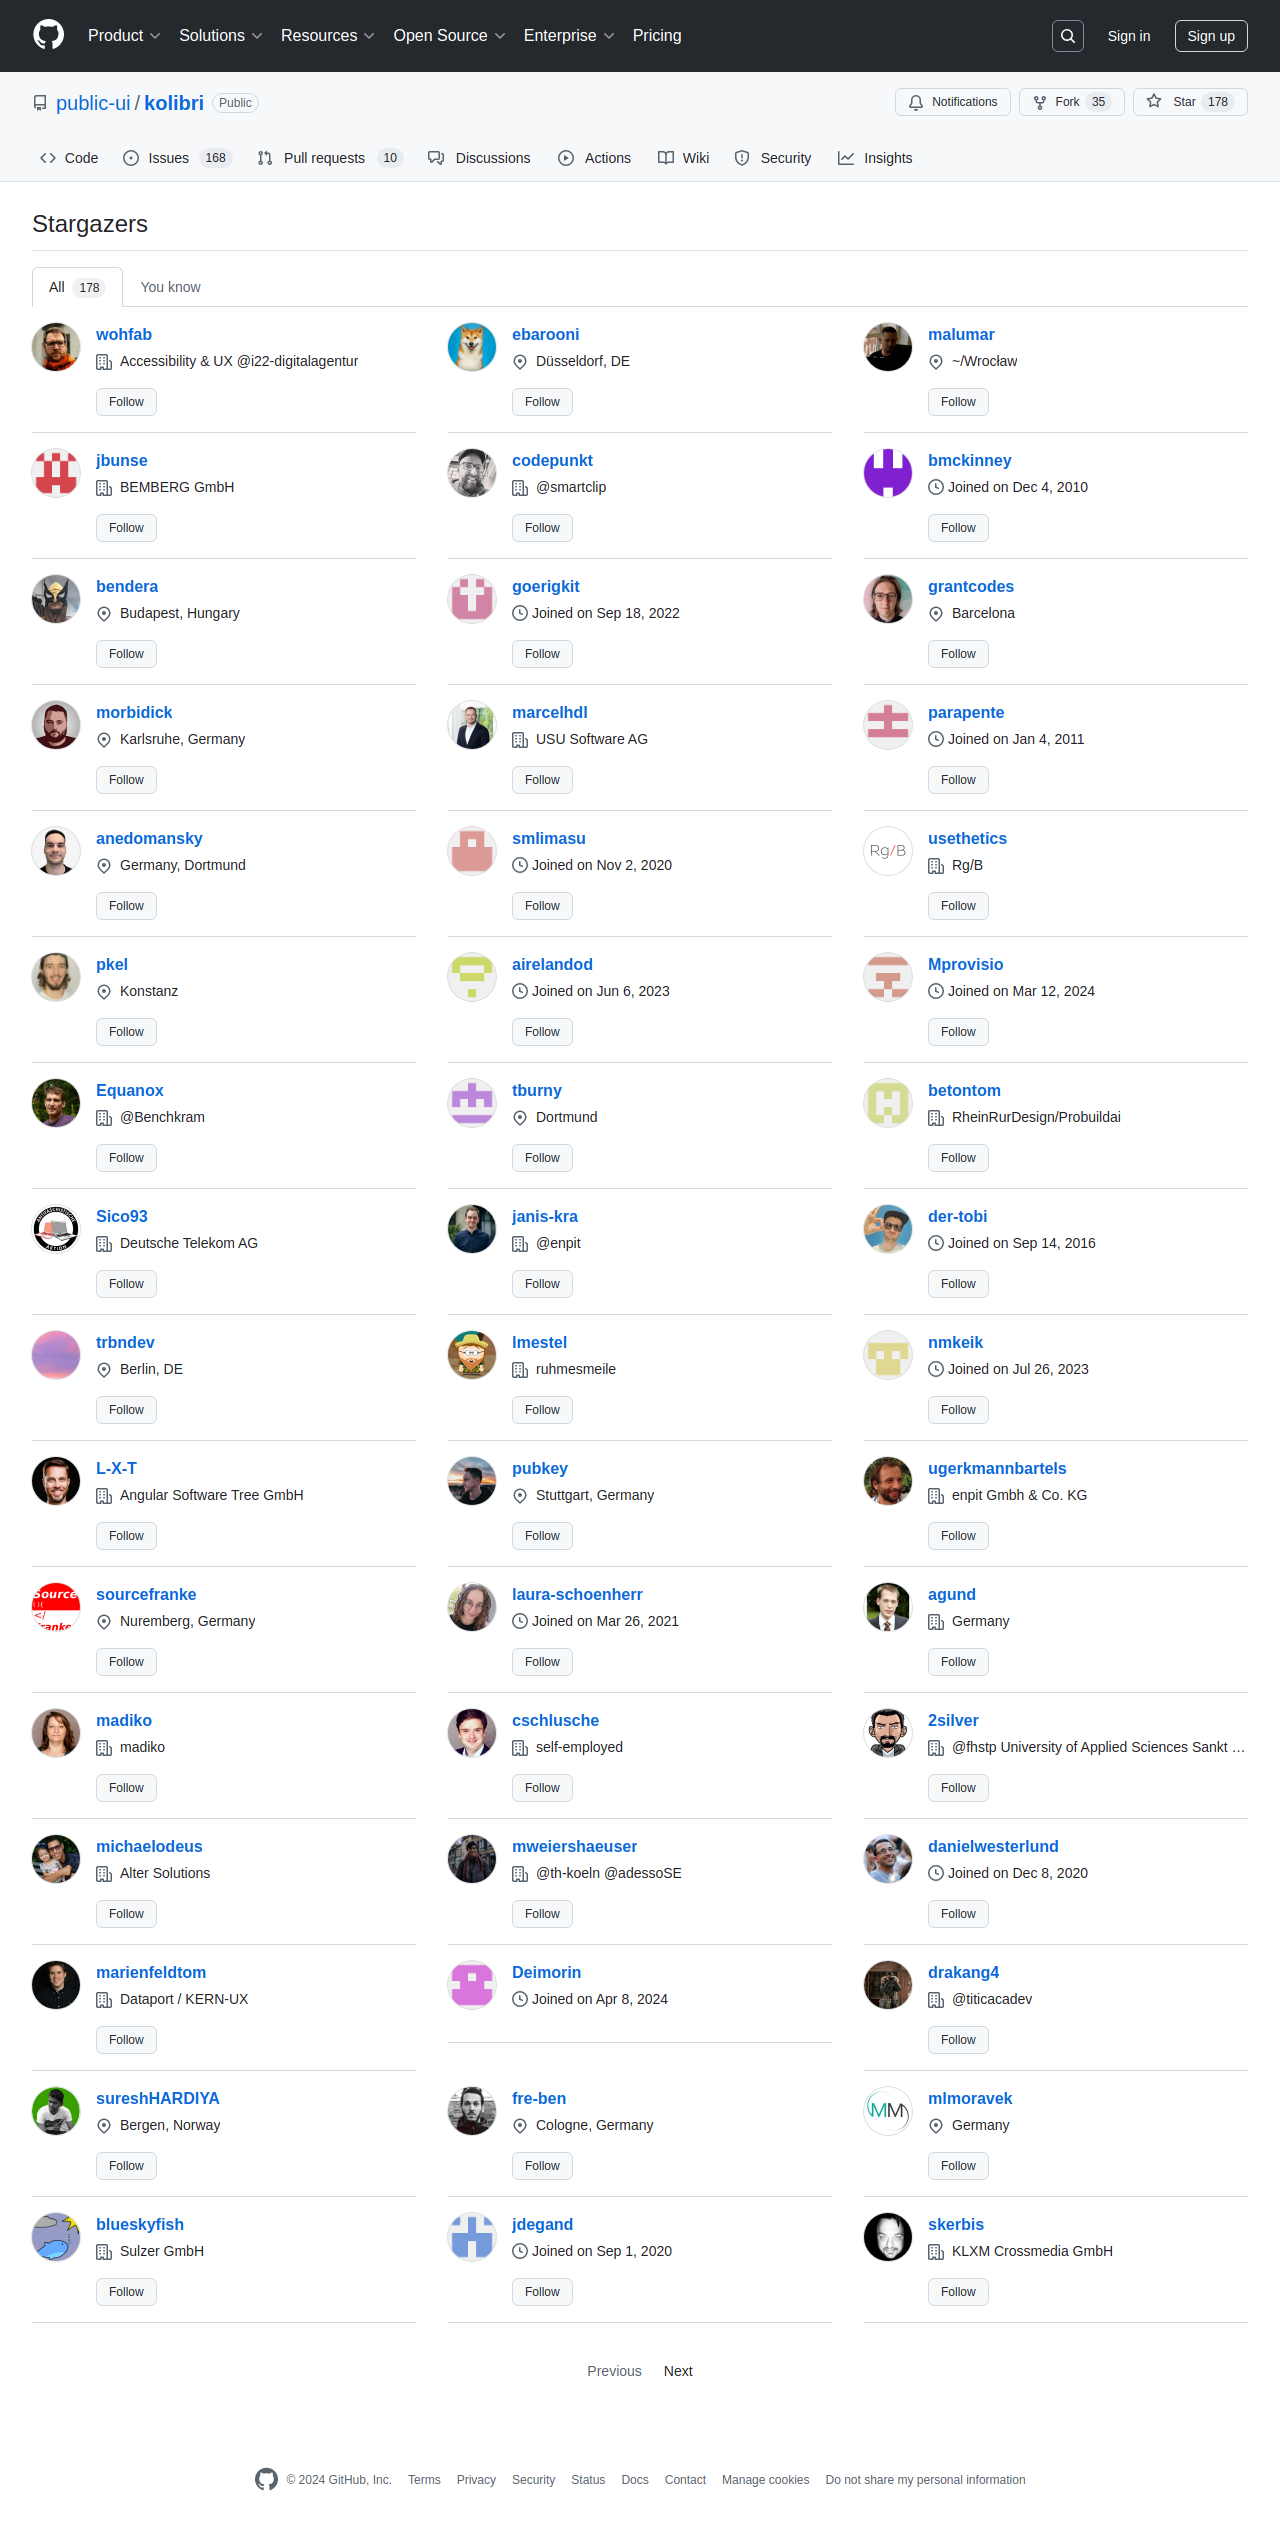 Product Solutions Resources Open Source Enterprise Pricing Sign in Sign up
public-ui / kolibri Public Notifications Fork 35 Star 178
Code Issues 168 Pull requests 10 Discussions Actions Wiki Security Insights
Stargazers
All 178 You know
wohfab ebarooni malumar
Accessibility & UX @i22-digitalagentur Düsseldorf, DE ~/Wrocław
Follow Follow Follow
jbunse codepunkt bmckinney
BEMBERG GmbH @smartclip Joined on Dec 4, 2010
Follow Follow Follow
bendera goerigkit grantcodes
Budapest, Hungary Joined on Sep 18, 2022 Barcelona
Follow Follow Follow
morbidick marcelhdl parapente
Karlsruhe, Germany USU Software AG Joined on Jan 4, 2011
Follow Follow Follow
anedomansky smlimasu usethetics
Rg/B
Germany, Dortmund Joined on Nov 2, 2020 Rg/B
Follow Follow Follow
pkel airelandod Mprovisio
Konstanz Joined on Jun 6, 2023 Joined on Mar 12, 2024
Follow Follow Follow
Equanox tburny betontom
@Benchkram Dortmund RheinRurDesign/Probuildai
Follow Follow Follow
Sico93 janis-kra der-tobi
Deutsche Telekom AG @enpit Joined on Sep 14, 2016
Follow Follow Follow
trbndev lmestel nmkeik
Berlin, DE ruhmesmeile Joined on Jul 26, 2023
Follow Follow Follow
L-X-T pubkey ugerkmannbartels
Angular Software Tree GmbH Stuttgart, Germany enpit Gmbh & Co. KG
Follow Follow Follow
Source sourcefranke laura-schoenherr agund
Nuremberg, Germany Joined on Mar 26, 2021 Germany
Follow Follow Follow
madiko cschlusche 2silver
madiko self-employed @fhstp University of Applied Sciences Sankt …
Follow Follow Follow
michaelodeus mweiershaeuser danielwesterlund
Alter Solutions @th-koeln @adessoSE Joined on Dec 8, 2020
Follow Follow Follow
marienfeldtom Deimorin drakang4
Dataport / KERN-UX Joined on Apr 8, 2024 @titicacadev
Follow Follow
sureshHARDIYA fre-ben mlmoravek
MM
Bergen, Norway Cologne, Germany Germany
Follow Follow Follow
blueskyfish jdegand skerbis
Sulzer GmbH Joined on Sep 1, 2020 KLXM Crossmedia GmbH
Follow Follow Follow
Previous Next
© 2024 GitHub, Inc. Terms Privacy Security Status Docs Contact Manage cookies Do not share my personal information